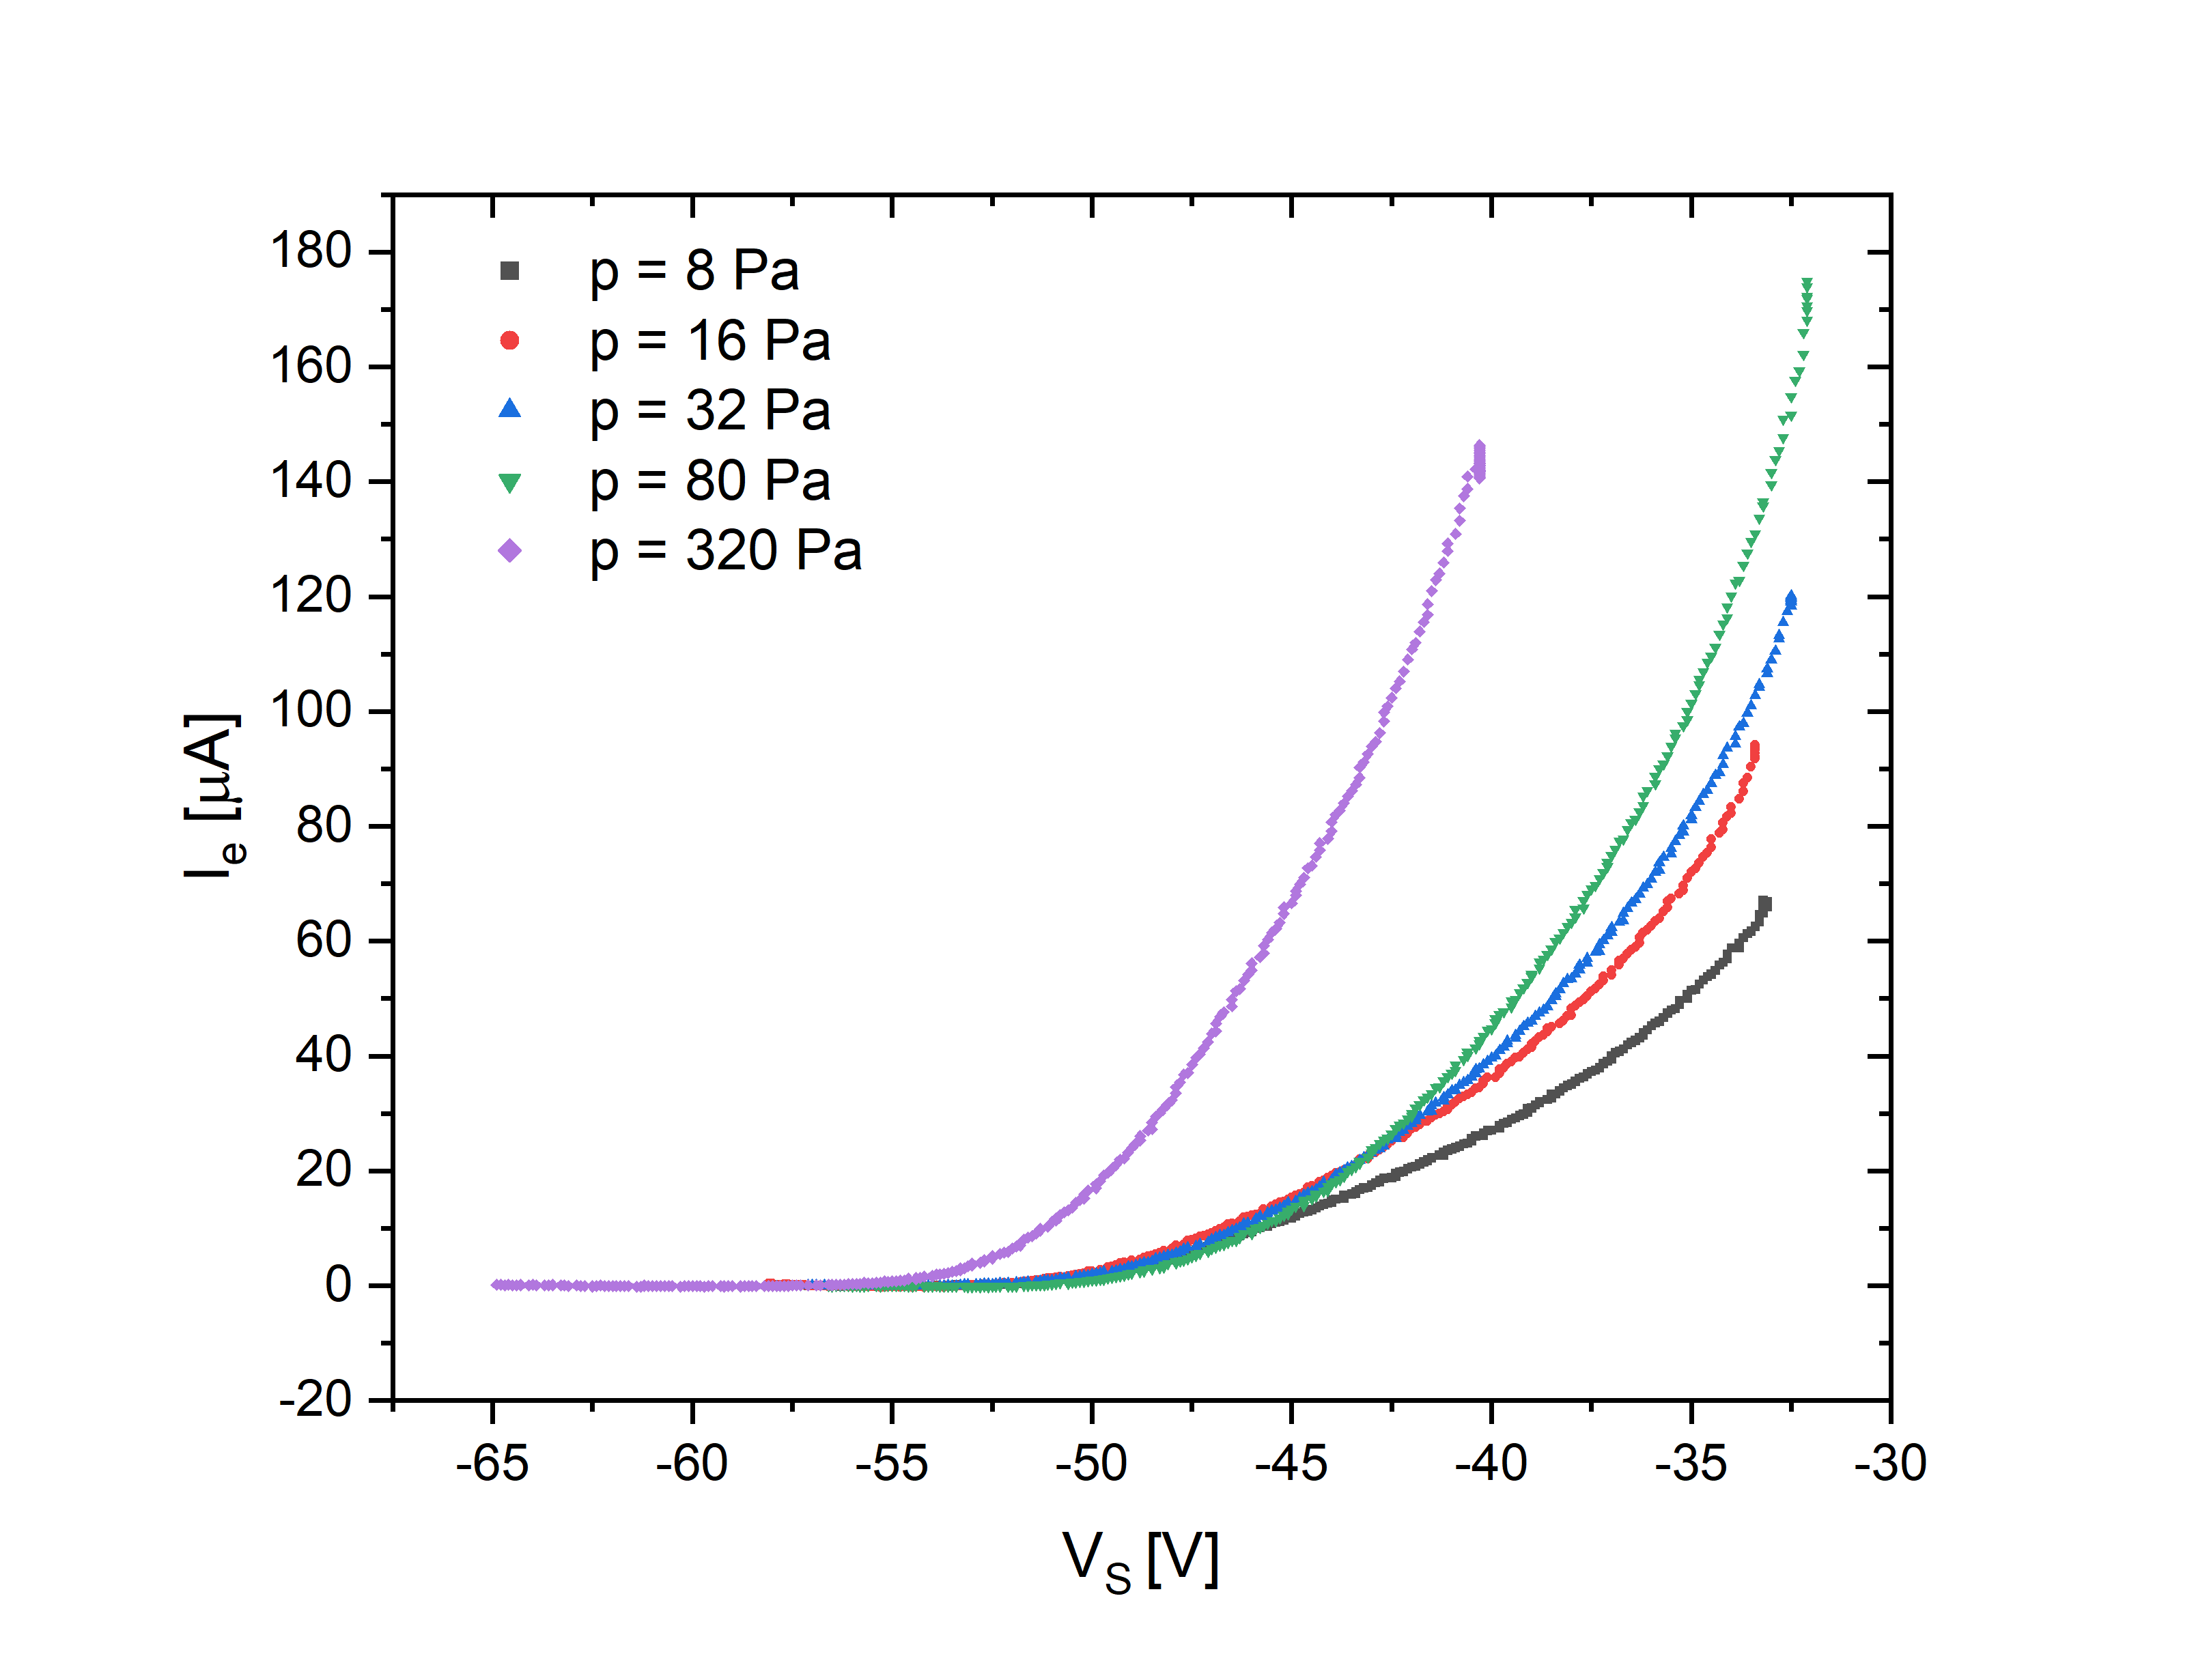 p = 8 Pa
p = 16 Pa
p = 32 Pa
p = 80 Pa
p = 320 Pa
180
160
140
120
100
80
60
40
20
0
-20
Iₑ [μA]
-65 -60 -55 -50 -45 -40 -35 -30
V_S [V]